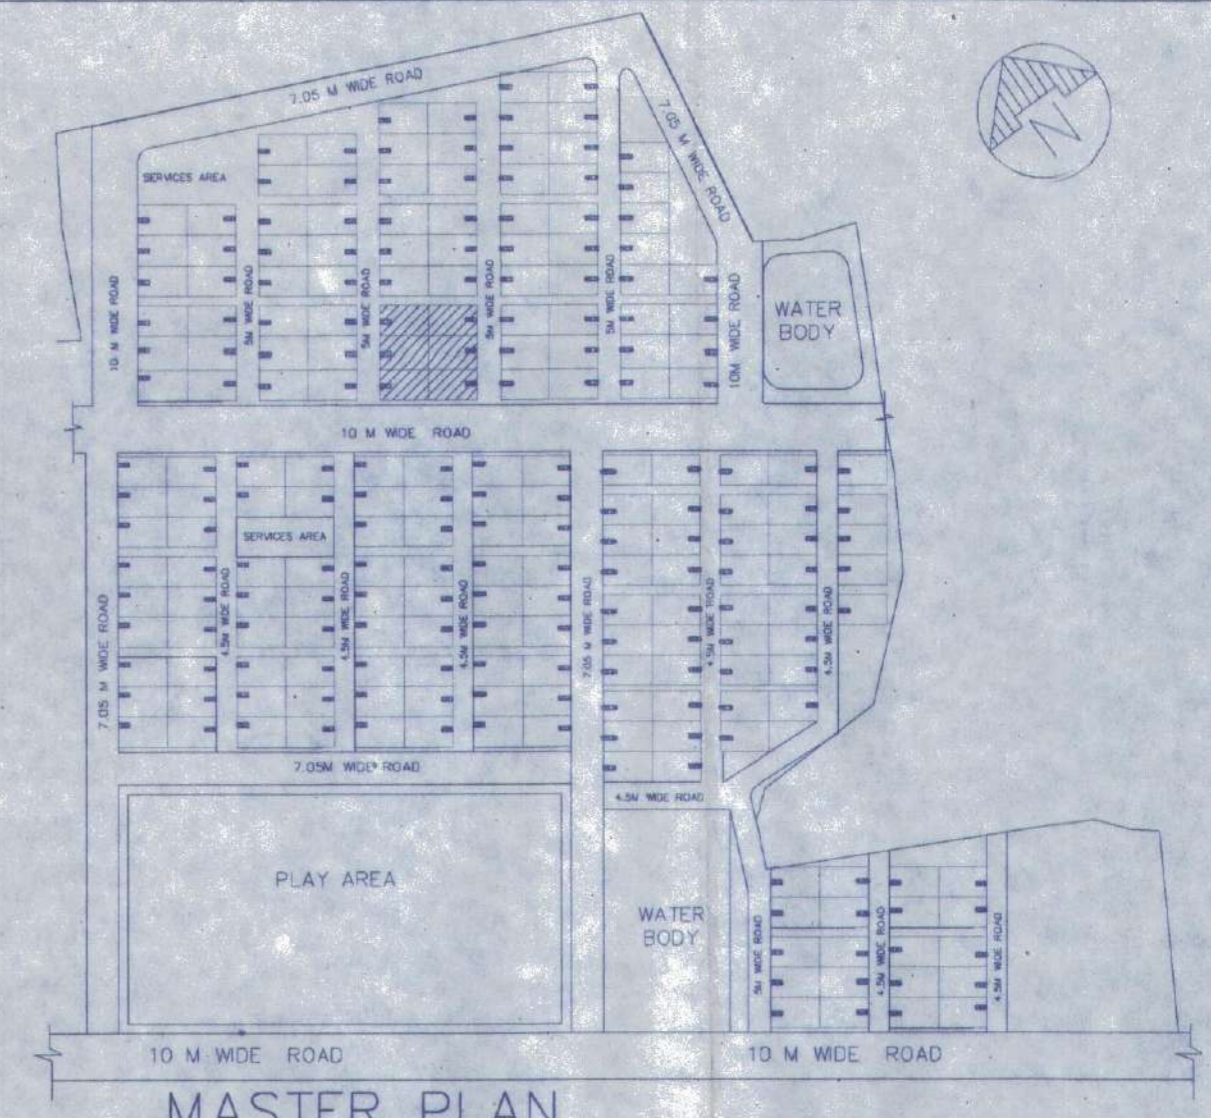 7.05 M WIDE ROAD
7.05 M WIDE ROAD
N
SERVICES AREA
10 M WIDE ROAD
5M WIDE ROAD
5M WIDE ROAD
5M WIDE ROAD
5M WIDE ROAD
10M WIDE ROAD
WATER
BODY
10 M WIDE ROAD
SERVICES AREA
7.05 M WIDE ROAD
4.5M WIDE ROAD
4.5M WIDE ROAD
4.5M WIDE ROAD
7.05 M WIDE ROAD
4.5M WIDE ROAD
4.5M WIDE ROAD
7.05M WIDE ROAD
4.5M WIDE ROAD
PLAY AREA
WATER
BODY
5M WIDE ROAD
4.5M WIDE ROAD
4.5M WIDE ROAD
10 M WIDE ROAD
10 M WIDE ROAD
MASTER PLAN